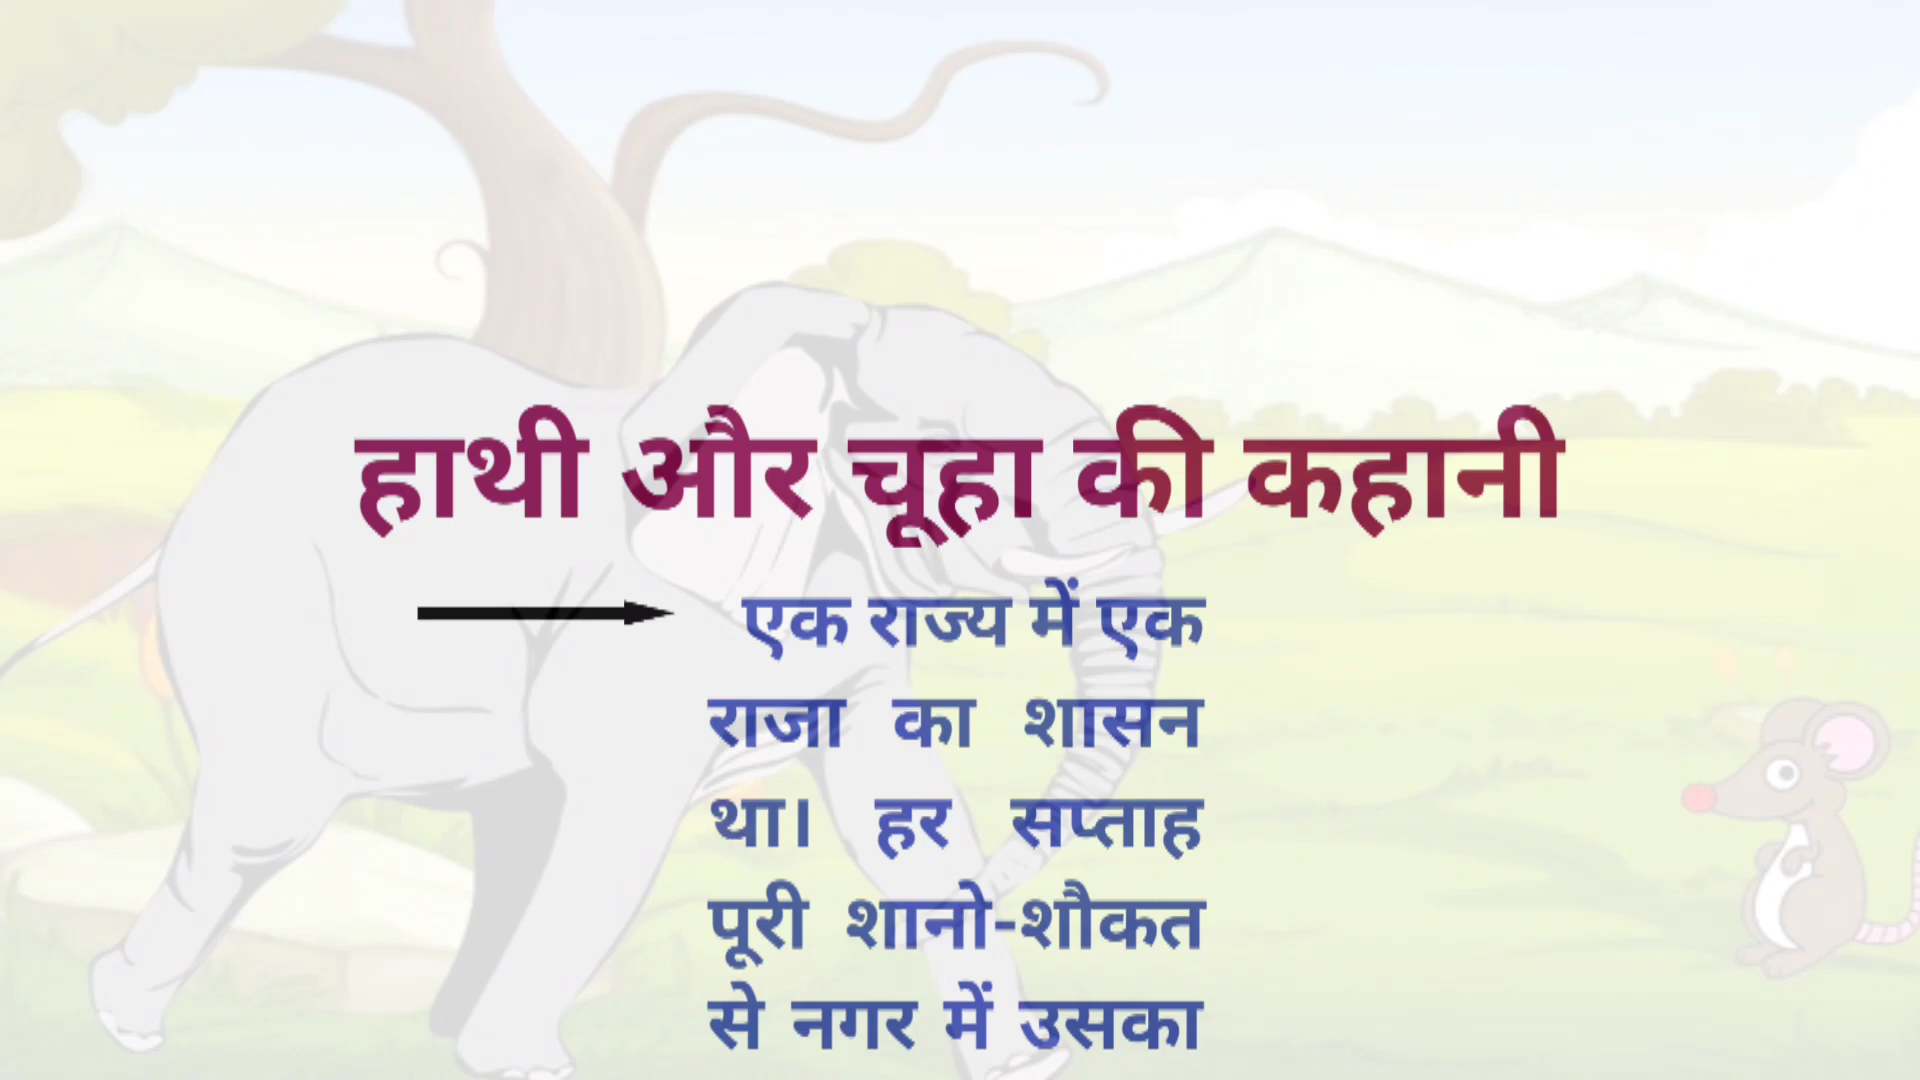 हाथी और चूहा की कहानी
एक राज्य में एक
राजा का शासन
था। हर सप्ताह
पूरी शानो-शौकत
से नगर में उसका